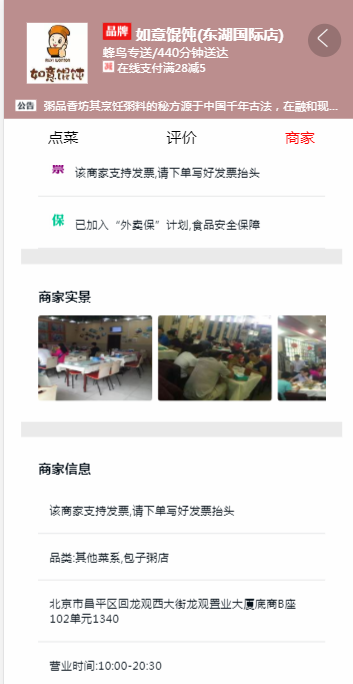 品牌 如意馄饨(东湖国际店)
蜂鸟专送/440分钟送达
减 在线支付满28减5
如意馄饨
公告 粥品香坊其烹饪粥料的秘方源于中国千年古法，在融和现...
点菜 评价 商家
票 该商家支持发票,请下单写好发票抬头
保 已加入“外卖保”计划,食品安全保障
商家实景
商家信息
该商家支持发票,请下单写好发票抬头
品类:其他菜系,包子粥店
北京市昌平区回龙观西大街龙观置业大厦底商B座
102单元1340
营业时间:10:00-20:30